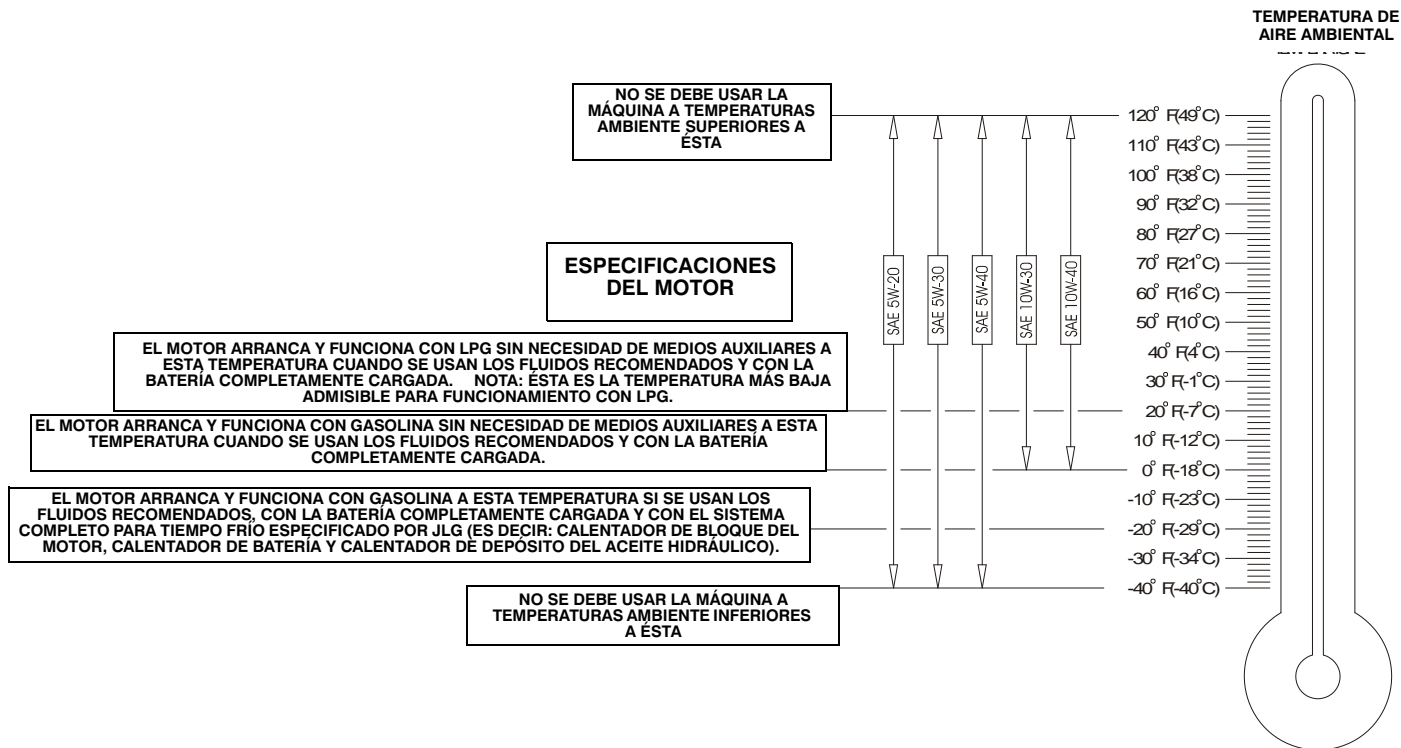 TEMPERATURA DE
AIRE AMBIENTAL
NO SE DEBE USAR LA
MÁQUINA A TEMPERATURAS
AMBIENTE SUPERIORES A
ÉSTA
120° F(49°C)
110° F(43°C)
100° F(38°C)
90° F(32°C)
80° F(27°C)
70° F(21°C)
60° F(16°C)
50° F(10°C)
40° F(4°C)
30° F(-1°C)
20° F(-7°C)
10° F(-12°C)
0° F(-18°C)
-10° F(-23°C)
-20° F(-29°C)
-30° F(-34°C)
-40° F(-40°C)
SAE 5W-20
SAE 5W-30
SAE 5W-40
SAE 10W-30
SAE 10W-40
ESPECIFICACIONES
DEL MOTOR
EL MOTOR ARRANCA Y FUNCIONA CON LPG SIN NECESIDAD DE MEDIOS AUXILIARES A
ESTA TEMPERATURA CUANDO SE USAN LOS FLUIDOS RECOMENDADOS Y CON LA
BATERÍA COMPLETAMENTE CARGADA. NOTA: ÉSTA ES LA TEMPERATURA MÁS BAJA
ADMISIBLE PARA FUNCIONAMIENTO CON LPG.
EL MOTOR ARRANCA Y FUNCIONA CON GASOLINA SIN NECESIDAD DE MEDIOS AUXILIARES A ESTA
TEMPERATURA CUANDO SE USAN LOS FLUIDOS RECOMENDADOS Y CON LA BATERÍA
COMPLETAMENTE CARGADA.
EL MOTOR ARRANCA Y FUNCIONA CON GASOLINA A ESTA TEMPERATURA SI SE USAN LOS
FLUIDOS RECOMENDADOS, CON LA BATERÍA COMPLETAMENTE CARGADA Y CON EL SISTEMA
COMPLETO PARA TIEMPO FRÍO ESPECIFICADO POR JLG (ES DECIR: CALENTADOR DE BLOQUE DEL
MOTOR, CALENTADOR DE BATERÍA Y CALENTADOR DE DEPÓSITO DEL ACEITE HIDRÁULICO).
NO SE DEBE USAR LA MÁQUINA A
TEMPERATURAS AMBIENTE INFERIORES
A ÉSTA